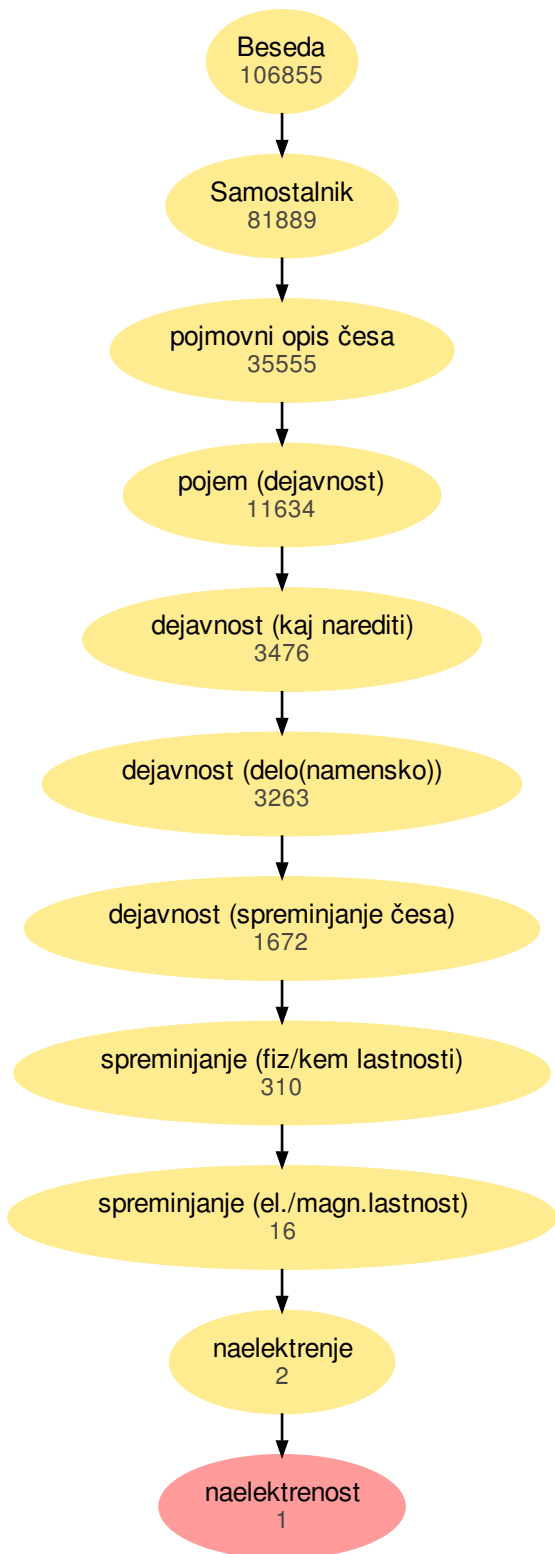 Beseda
106855
Samostalnik
81889
pojmovni opis česa
35555
pojem (dejavnost)
11634
dejavnost (kaj narediti)
3476
dejavnost (delo(namensko))
3263
dejavnost (spreminjanje česa)
1672
spreminjanje (fiz/kem lastnosti)
310
spreminjanje (el./magn.lastnost)
16
naelektrenje
2
naelektrenost
1